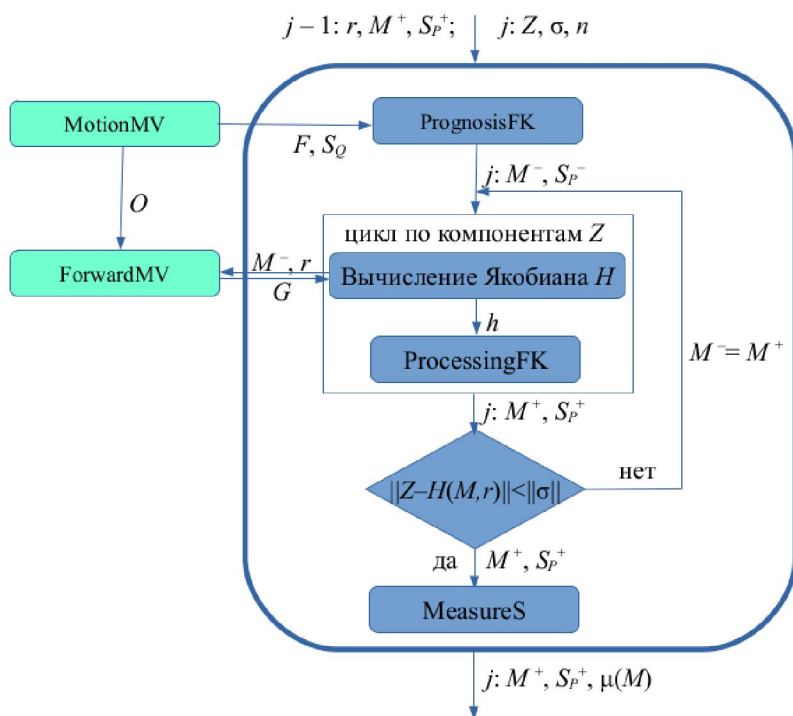 j – 1: r, M⁺, S_P⁺; j: Z, σ, n
MotionMV
PrognosisFK
F, S_Q
j: M⁻, S_P⁻
O
цикл по компонентам Z
ForwardMV
M⁻, r
G
Вычисление Якобиана H
h
ProcessingFK
M⁻= M⁺
j: M⁺, S_P⁺
||Z–H(M,r)||<||σ||
нет
да
M⁺, S_P⁺
MeasureS
j: M⁺, S_P⁺, μ(M)